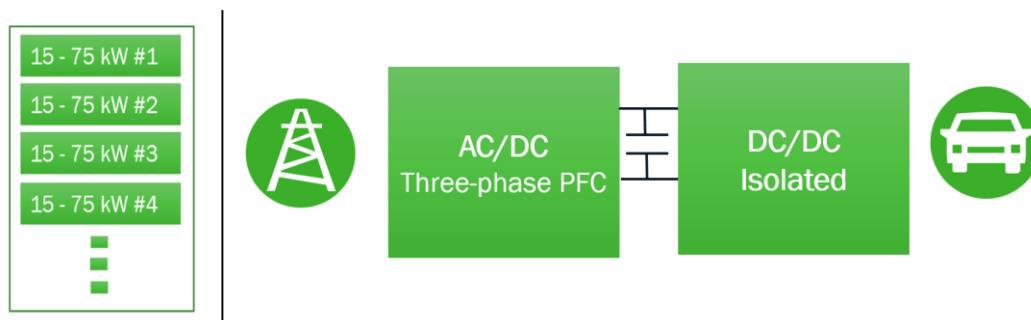 15 - 75 kW #1
15 - 75 kW #2
15 - 75 kW #3
15 - 75 kW #4
AC/DC
Three-phase PFC
DC/DC
Isolated